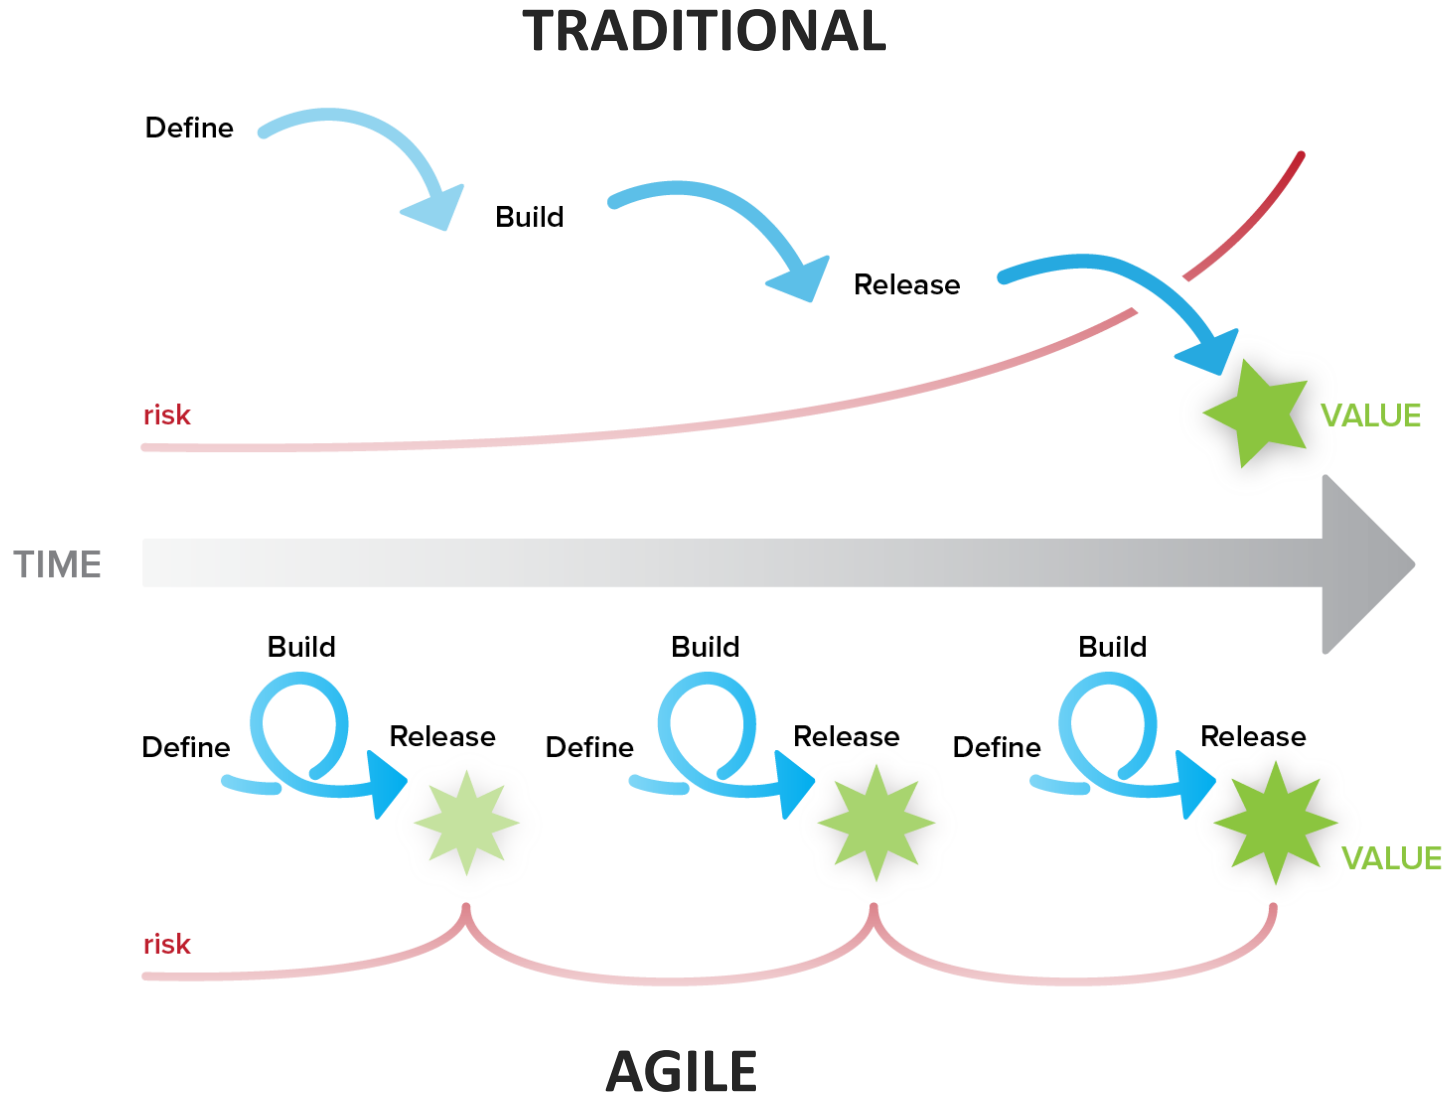 TRADITIONAL
Define
Build
Release
risk
VALUE
TIME
Build
Build
Build
Define
Release
Define
Release
Define
Release
VALUE
risk
AGILE